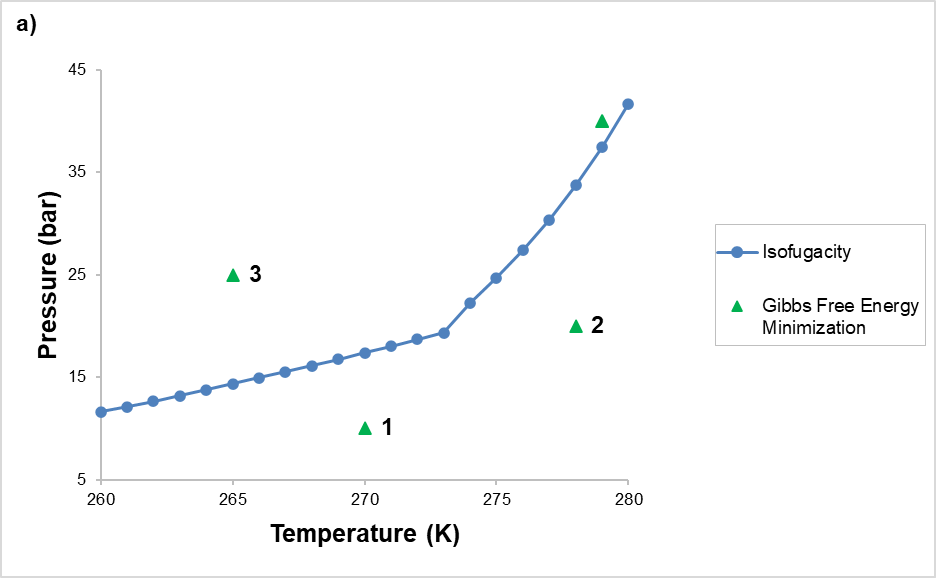 a)
Pressure (bar)
45
35
25
15
5
3
2
1
260
265
270
275
280
Temperature (K)
Isofugacity
Gibbs Free Energy
Minimization